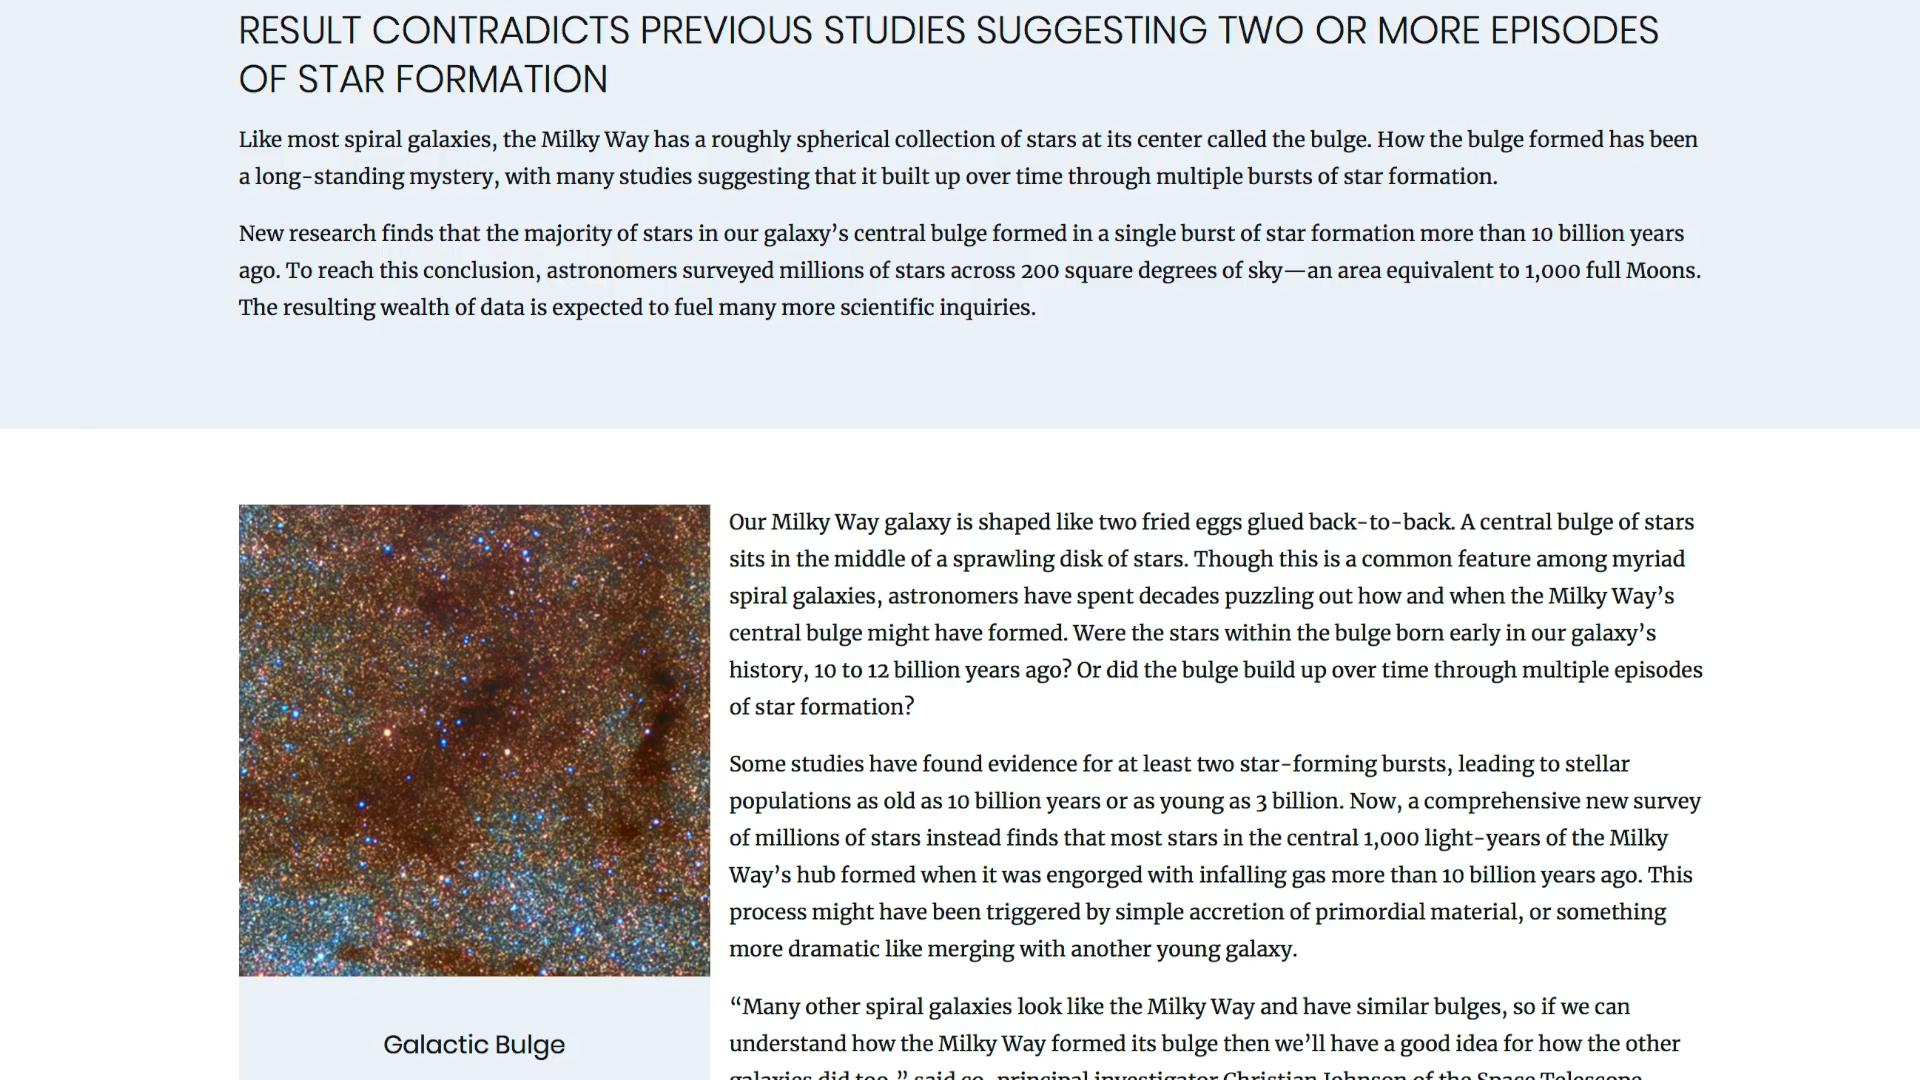 RESULT CONTRADICTS PREVIOUS STUDIES SUGGESTING TWO OR MORE EPISODES
OF STAR FORMATION
Like most spiral galaxies, the Milky Way has a roughly spherical collection of stars at its center called the bulge. How the bulge formed has been
a long-standing mystery, with many studies suggesting that it built up over time through multiple bursts of star formation.
New research finds that the majority of stars in our galaxy’s central bulge formed in a single burst of star formation more than 10 billion years
ago. To reach this conclusion, astronomers surveyed millions of stars across 200 square degrees of sky—an area equivalent to 1,000 full Moons.
The resulting wealth of data is expected to fuel many more scientific inquiries.
Our Milky Way galaxy is shaped like two fried eggs glued back-to-back. A central bulge of stars
sits in the middle of a sprawling disk of stars. Though this is a common feature among myriad
spiral galaxies, astronomers have spent decades puzzling out how and when the Milky Way’s
central bulge might have formed. Were the stars within the bulge born early in our galaxy’s
history, 10 to 12 billion years ago? Or did the bulge build up over time through multiple episodes
of star formation?
Some studies have found evidence for at least two star-forming bursts, leading to stellar
populations as old as 10 billion years or as young as 3 billion. Now, a comprehensive new survey
of millions of stars instead finds that most stars in the central 1,000 light-years of the Milky
Way’s hub formed when it was engorged with infalling gas more than 10 billion years ago. This
process might have been triggered by simple accretion of primordial material, or something
more dramatic like merging with another young galaxy.
“Many other spiral galaxies look like the Milky Way and have similar bulges, so if we can
understand how the Milky Way formed its bulge then we’ll have a good idea for how the other
galaxies did too,” said co-principal investigator Christian Johnson of the Space Telescope
Galactic Bulge